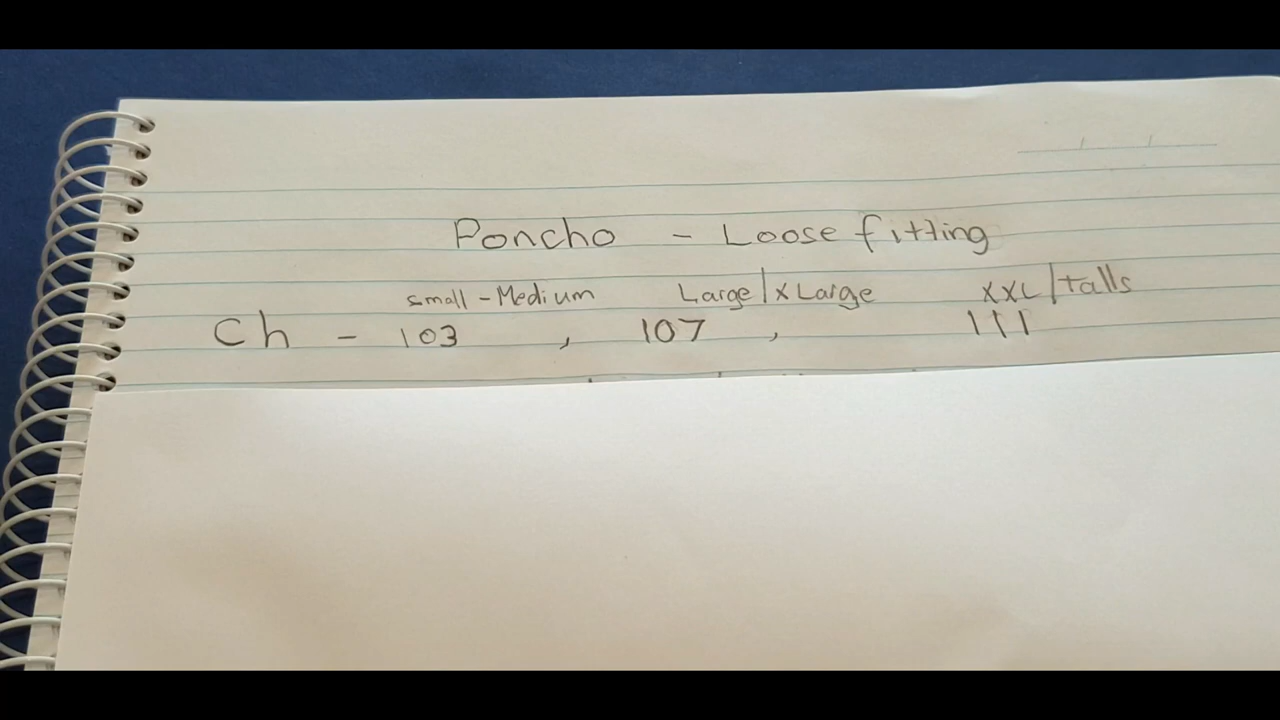 Poncho - Loose fitting
Small - Medium Large/x Large XXL/talls
Ch - 103 , 107 , 111